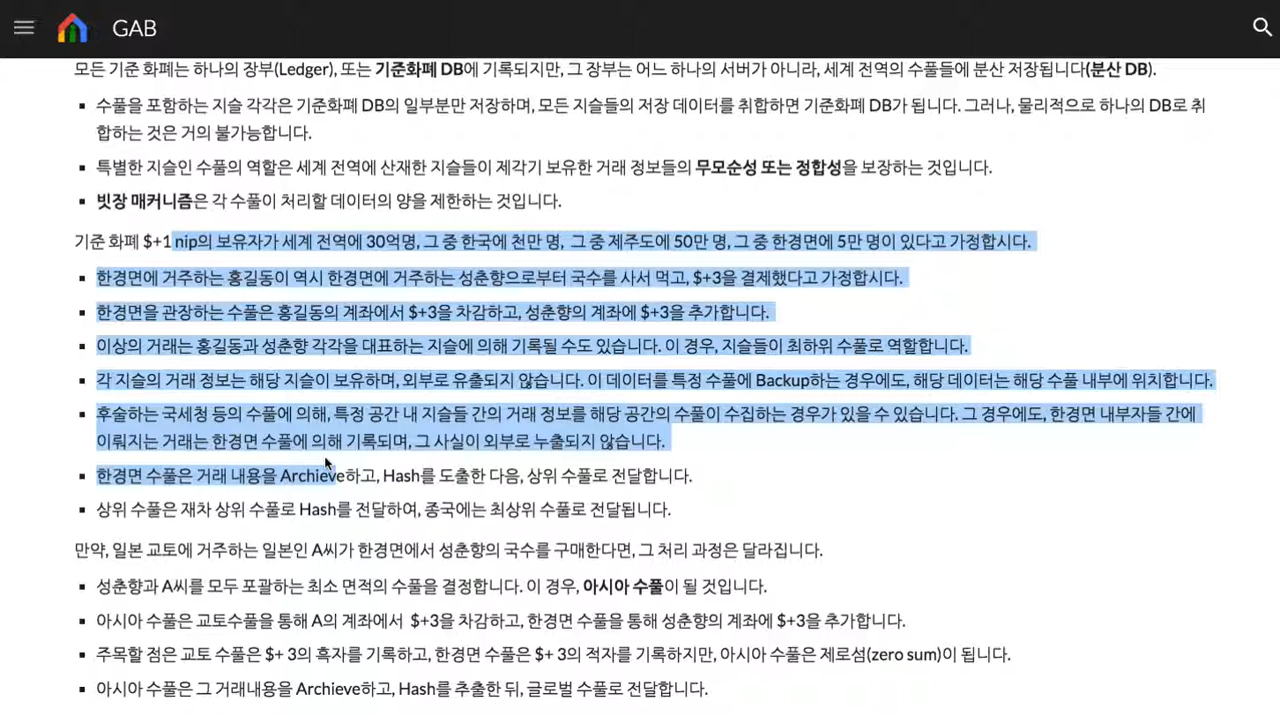 GAB
모든 기준 화폐는 하나의 장부(Ledger), 또는 기준화폐 DB에 기록되지만, 그 장부는 어느 하나의 서버가 아니라, 세계 전역의 수풀들에 분산 저장됩니다(분산 DB).
수풀을 포함하는 지슬 각각은 기준화폐 DB의 일부분만 저장하며, 모든 지슬들의 저장 데이터를 취합하면 기준화폐 DB가 됩니다. 그러나, 물리적으로 하나의 DB로 취
합하는 것은 거의 불가능합니다.
특별한 지슬인 수풀의 역할은 세계 전역에 산재한 지슬들이 제각기 보유한 거래 정보들의 무모순성 또는 정합성을 보장하는 것입니다.
빗장 매커니즘은 각 수풀이 처리할 데이터의 양을 제한하는 것입니다.
기준 화폐 $+1 nip의 보유자가 세계 전역에 30억명, 그 중 한국에 천만 명, 그 중 제주도에 50만 명, 그 중 한경면에 5만 명이 있다고 가정합시다.
한경면에 거주하는 홍길동이 역시 한경면에 거주하는 성춘향으로부터 국수를 사서 먹고, $+3을 결제했다고 가정합시다.
한경면을 관장하는 수풀은 홍길동의 계좌에서 $+3을 차감하고, 성춘향의 계좌에 $+3을 추가합니다.
이상의 거래는 홍길동과 성춘향 각각을 대표하는 지슬에 의해 기록될 수도 있습니다. 이 경우, 지슬들이 최하위 수풀로 역할합니다.
각 지슬의 거래 정보는 해당 지슬이 보유하며, 외부로 유출되지 않습니다. 이 데이터를 특정 수풀에 Backup하는 경우에도, 해당 데이터는 해당 수풀 내부에 위치합니다.
후술하는 국세청 등의 수풀에 의해, 특정 공간 내 지슬들 간의 거래 정보를 해당 공간의 수풀이 수집하는 경우가 있을 수 있습니다. 그 경우에도, 한경면 내부자들 간에
이뤄지는 거래는 한경면 수풀에 의해 기록되며, 그 사실이 외부로 누출되지 않습니다.
한경면 수풀은 거래 내용을 Archieve하고, Hash를 도출한 다음, 상위 수풀로 전달합니다.
상위 수풀은 재차 상위 수풀로 Hash를 전달하여, 종국에는 최상위 수풀로 전달됩니다.
만약, 일본 교토에 거주하는 일본인 A씨가 한경면에서 성춘향의 국수를 구매한다면, 그 처리 과정은 달라집니다.
성춘향과 A씨를 모두 포괄하는 최소 면적의 수풀을 결정합니다. 이 경우, 아시아 수풀이 될 것입니다.
아시아 수풀은 교토수풀을 통해 A의 계좌에서 $+3을 차감하고, 한경면 수풀을 통해 성춘향의 계좌에 $+3을 추가합니다.
주목할 점은 교토 수풀은 $+ 3의 흑자를 기록하고, 한경면 수풀은 $+ 3의 적자를 기록하지만, 아시아 수풀은 제로섬(zero sum)이 됩니다.
아시아 수풀은 그 거래내용을 Archieve하고, Hash를 추출한 뒤, 글로벌 수풀로 전달합니다.